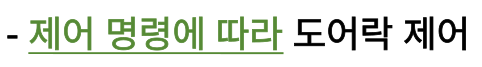 - 제어 명령에 따라 도어락 제어